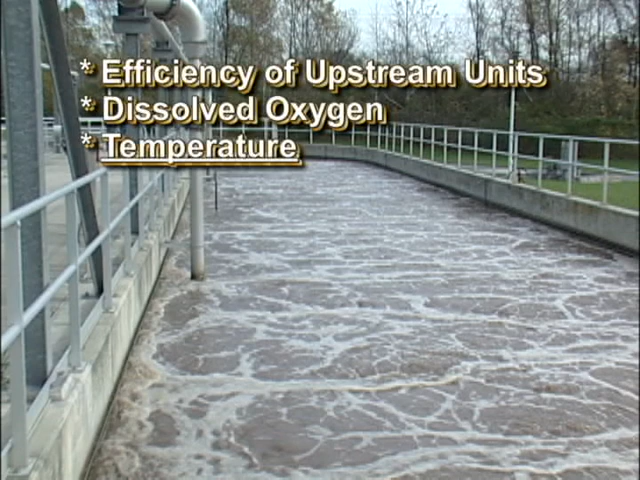 * Efficiency of Upstream Units
* Dissolved Oxygen
* Temperature